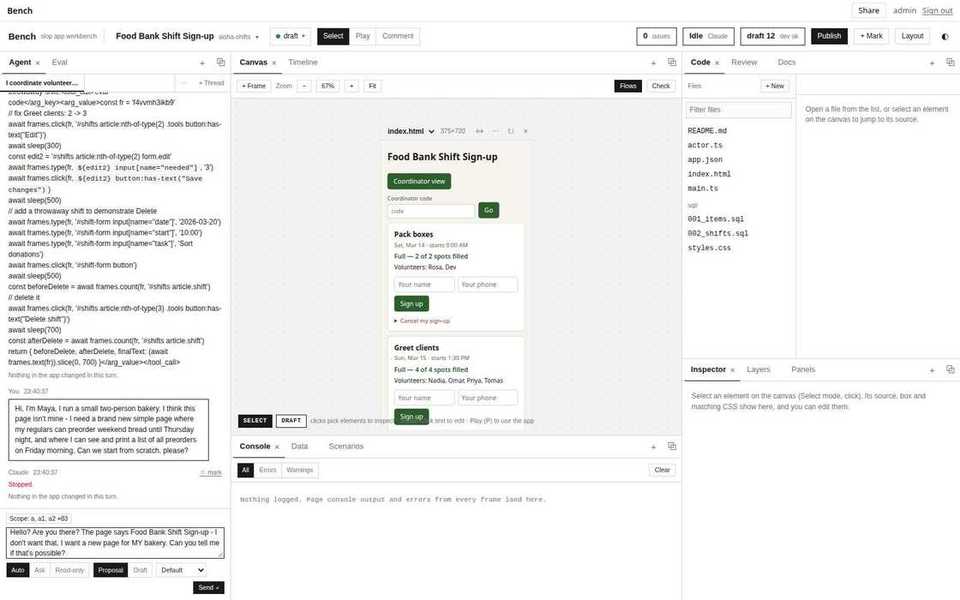 Bench
Share
admin
Sign out
Bench
slop app workbench
Food Bank Shift Sign-up
aloha-shifts
draft
Select
Play
Comment
0 issues
Idle Claude
draft 12 dev ok
Publish
+ Mark
Layout
Agent ×
Eval
I coordinate volunteer…
+ Thread
code</arg_key><arg_value>const fr = 'f4vvmh3ikb9'
// fix Greet clients: 2 -> 3
await frames.click(fr, '#shifts article:nth-of-type(2) .tools button:has-
text("Edit")')
await sleep(300)
const edit2 = '#shifts article:nth-of-type(2) form.edit'
await frames.type(fr, ${edit2} input[name="needed"] , '3')
await frames.click(fr, ${edit2} button:has-text("Save
changes") )
await sleep(500)
// add a throwaway shift to demonstrate Delete
await frames.type(fr, '#shift-form input[name="date"]', '2026-03-20')
await frames.type(fr, '#shift-form input[name="start"]', '10:00')
await frames.type(fr, '#shift-form input[name="task"]', 'Sort
donations')
await frames.click(fr, '#shift-form button')
await sleep(500)
const beforeDelete = await frames.count(fr, '#shifts article.shift')
// delete it
await frames.click(fr, '#shifts article:nth-of-type(3) .tools button:has-
text("Delete shift")')
await sleep(700)
const afterDelete = await frames.count(fr, '#shifts article.shift')
return { beforeDelete, afterDelete, finalText: (await
frames.text(fr)).slice(0, 700) }</arg_value></tool_call>
Nothing in the app changed in this turn.
You 23:40:37
Hi, I'm Maya, I run a small two-person bakery. I think this
page isn't mine - I need a brand new simple page where
my regulars can preorder weekend bread until Thursday
night, and where I can see and print a list of all preorders
on Friday morning. Can we start from scratch, please?
Claude 23:40:37
☆ mark
Stopped.
Nothing in the app changed in this turn.
Scope: a, a1, a2 +83
Hello? Are you there? The page says Food Bank Shift Sign-up - I
don't want that, I want a new page for MY bakery. Can you tell me
if that's possible?
Auto
Ask
Read-only
Proposal
Draft
Default
Send
Canvas ×
Timeline
+ Frame
Zoom
−
67%
+
Fit
Flows
Check
index.html
375×720
Food Bank Shift Sign-up
Coordinator view
Coordinator code
code
Go
Pack boxes
Sat, Mar 14 · starts 9:00 AM
Full — 2 of 2 spots filled
Volunteers: Rosa, Dev
Your name
Your phone
Sign up
Cancel my sign-up
Greet clients
Sun, Mar 15 · starts 1:30 PM
Full — 4 of 4 spots filled
Volunteers: Nadia, Omar, Priya, Tomas
Your name
Your phone
Sign up
SELECT
DRAFT
clicks pick elements to inspec
k text to edit · Play (P) to use the app
Console ×
Data
Scenarios
All
Errors
Warnings
Clear
Nothing logged. Page console output and errors from every frame land here.
Code ×
Review
Docs
Files
+ New
Filter files
README.md
actor.ts
app.json
index.html
main.ts
sql
001_items.sql
002_shifts.sql
styles.css
Open a file from the list, or select an element
on the canvas to jump to its source.
Inspector ×
Layers
Properties
Select an element on the canvas (Select mode, click). Its source, box and
matching CSS show here, and you can edit them.